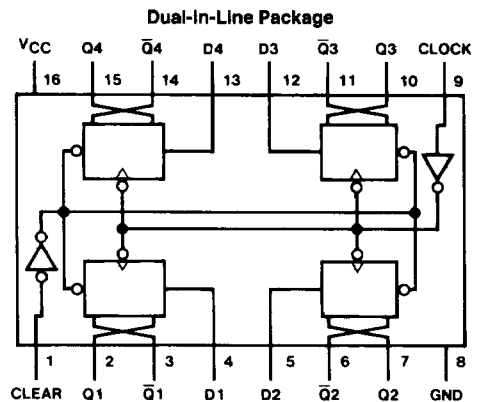 Dual-In-Line Package
VCC Q4 Q̅4 D4 D3 Q̅3 Q3 CLOCK
16 15 14 13 12 11 10 9
1 2 3 4 5 6 7 8
CLEAR Q1 Q̅1 D1 D2 Q̅2 Q2 GND